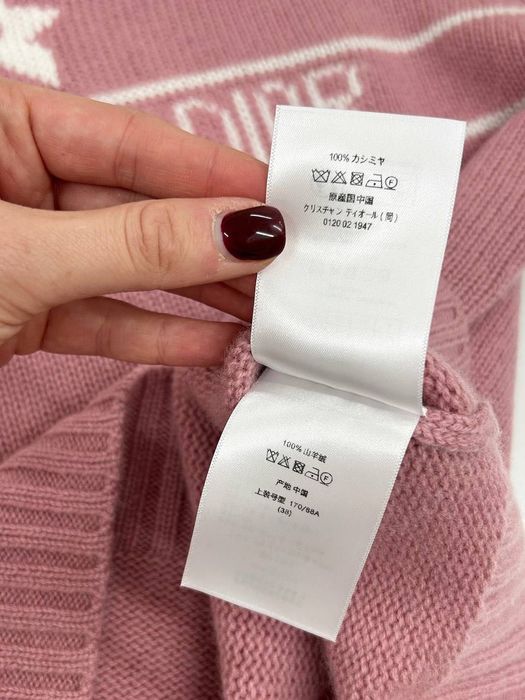 DIOR
100% カシミヤ
原産国中国
クリスチャン ディオール (同)
0120 02 1947
100% 山羊绒
产地 中国
上装号型 170/88A
(38)